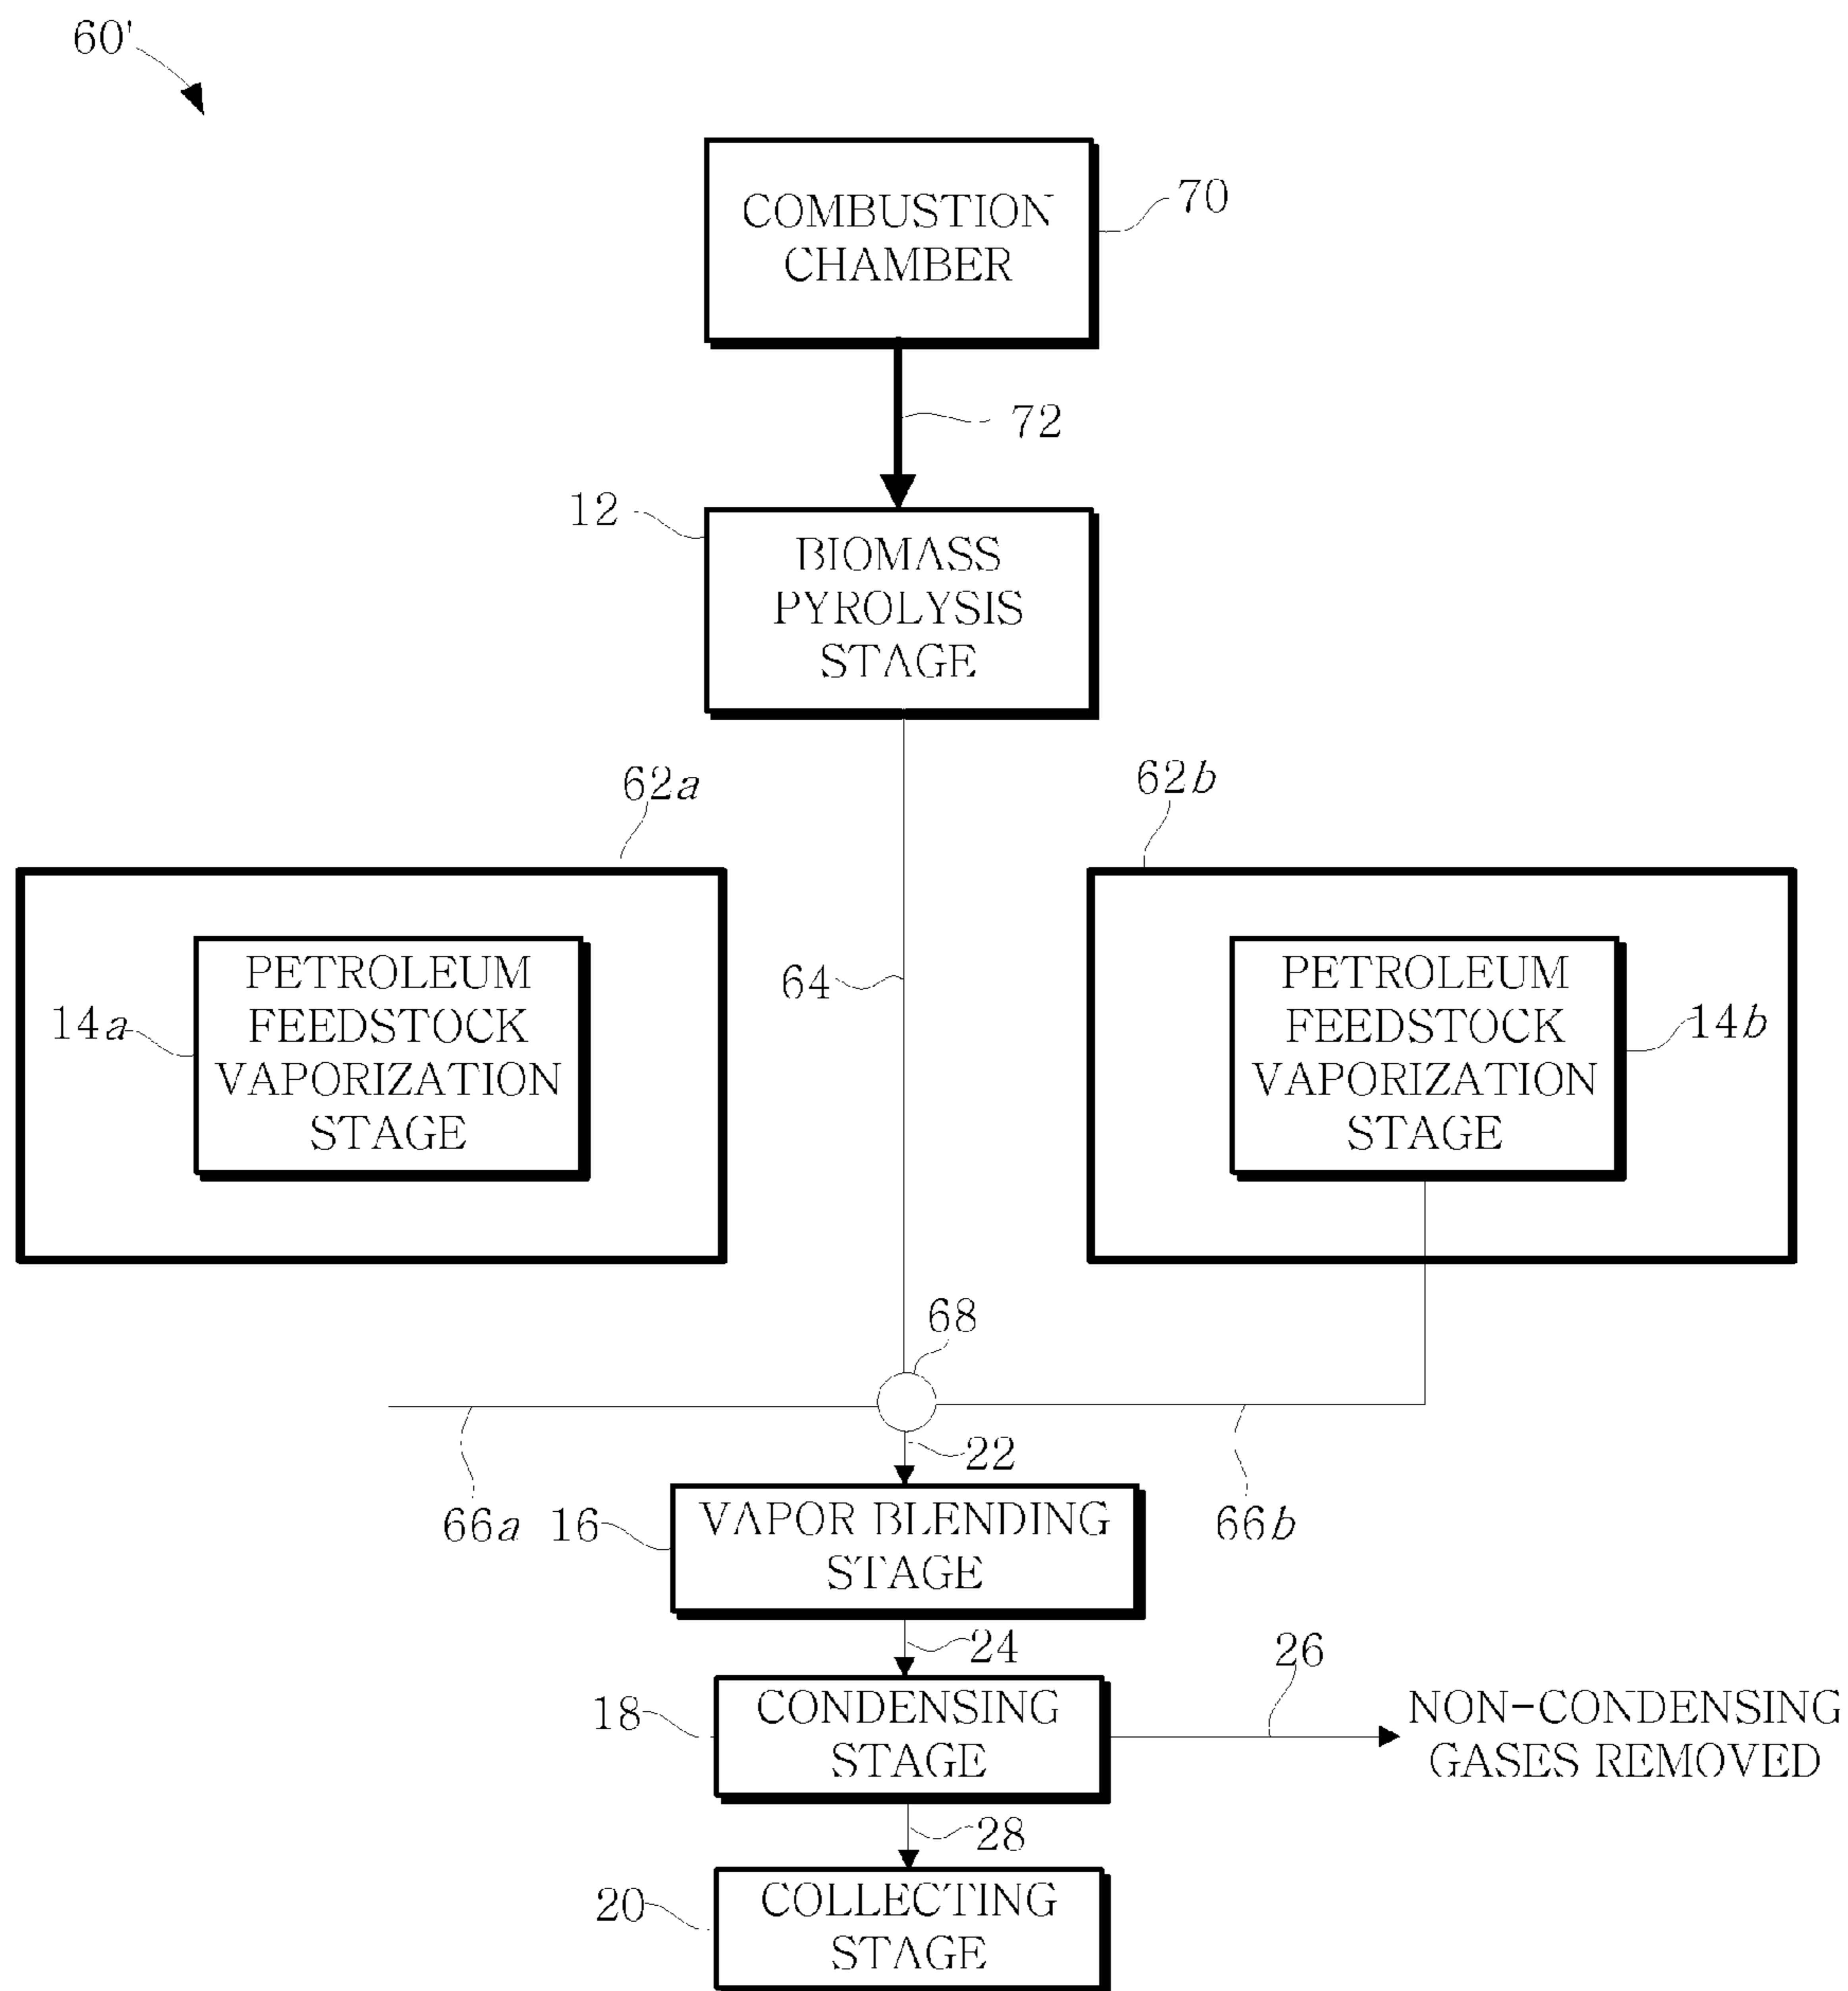 60'
COMBUSTION
CHAMBER
70
72
12
BIOMASS
PYROLYSIS
STAGE
62a
62b
PETROLEUM
FEEDSTOCK
VAPORIZATION
STAGE
14a
64
PETROLEUM
FEEDSTOCK
VAPORIZATION
STAGE
14b
68
22
66a
16
VAPOR BLENDING
STAGE
66b
24
26
18
CONDENSING
STAGE
NON-CONDENSING
GASES REMOVED
28
20
COLLECTING
STAGE